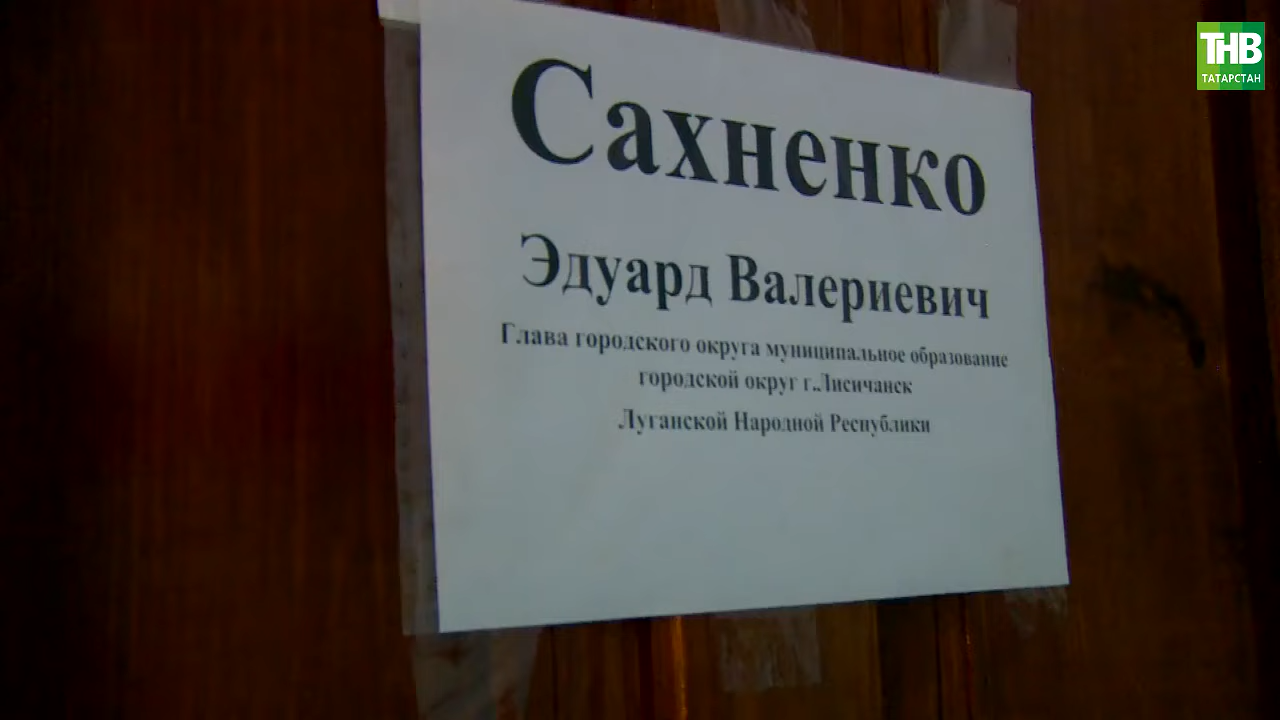 ТНВ
ТАТАРСТАН
Сахненко
Эдуард Валериевич
Глава городского округа муниципальное образование
городской округ г.Лисичанск
Луганской Народной Республики